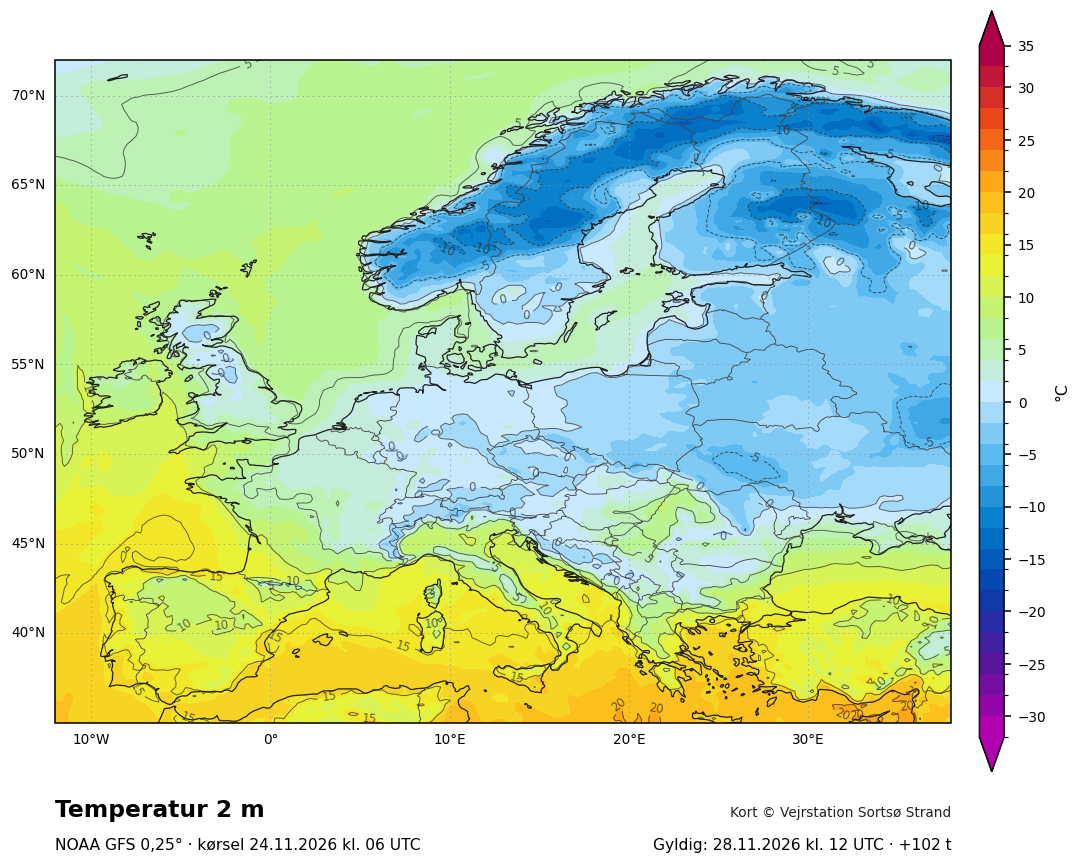 70°N
65°N
60°N
55°N
50°N
45°N
40°N
10°W
0°
10°E
20°E
30°E
35
30
25
20
15
10
5
0
−5
−10
−15
−20
−25
−30
°C
Temperatur 2 m
Kort © Vejrstation Sortsø Strand
NOAA GFS 0,25° · kørsel 24.11.2026 kl. 06 UTC
Gyldig: 28.11.2026 kl. 12 UTC · +102 t